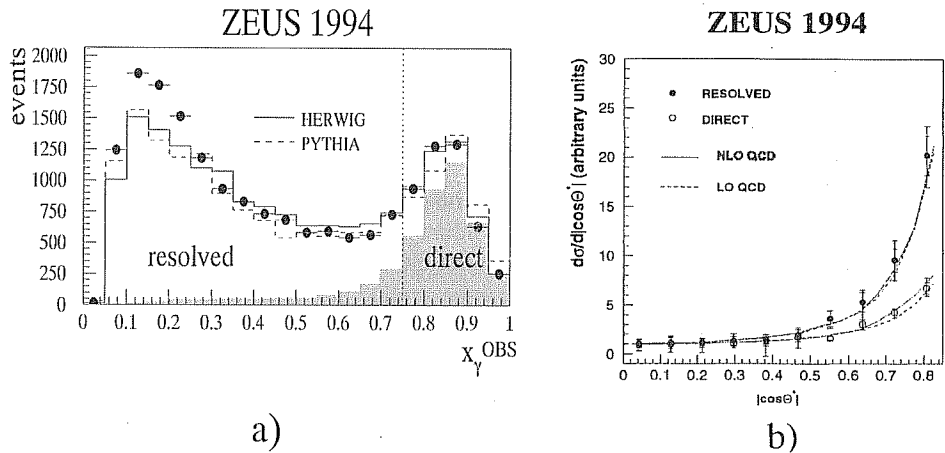 ZEUS 1994
events
2000
1750
1500
1250
1000
750
500
250
0
HERWIG
PYTHIA
resolved
direct
0 0.1 0.2 0.3 0.4 0.5 0.6 0.7 0.8 0.9 1
xγOBS
a)
ZEUS 1994
dσ/d|cosΘ*| (arbitrary units)
30
25
20
15
10
5
0
RESOLVED
DIRECT
NLO QCD
LO QCD
0 0.1 0.2 0.3 0.4 0.5 0.6 0.7 0.8
|cosΘ*|
b)